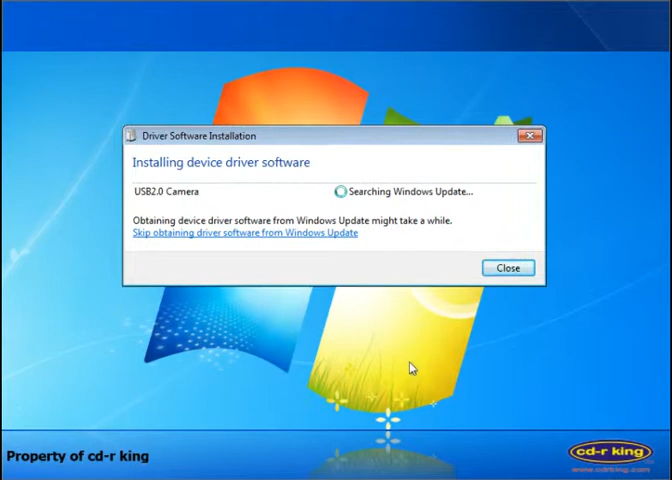 Driver Software Installation
Installing device driver software
USB2.0 Camera
Searching Windows Update...
Obtaining device driver software from Windows Update might take a while.
Skip obtaining driver software from Windows Update
Close
Property of cd-r king
cd-r king
www.cdrking.com